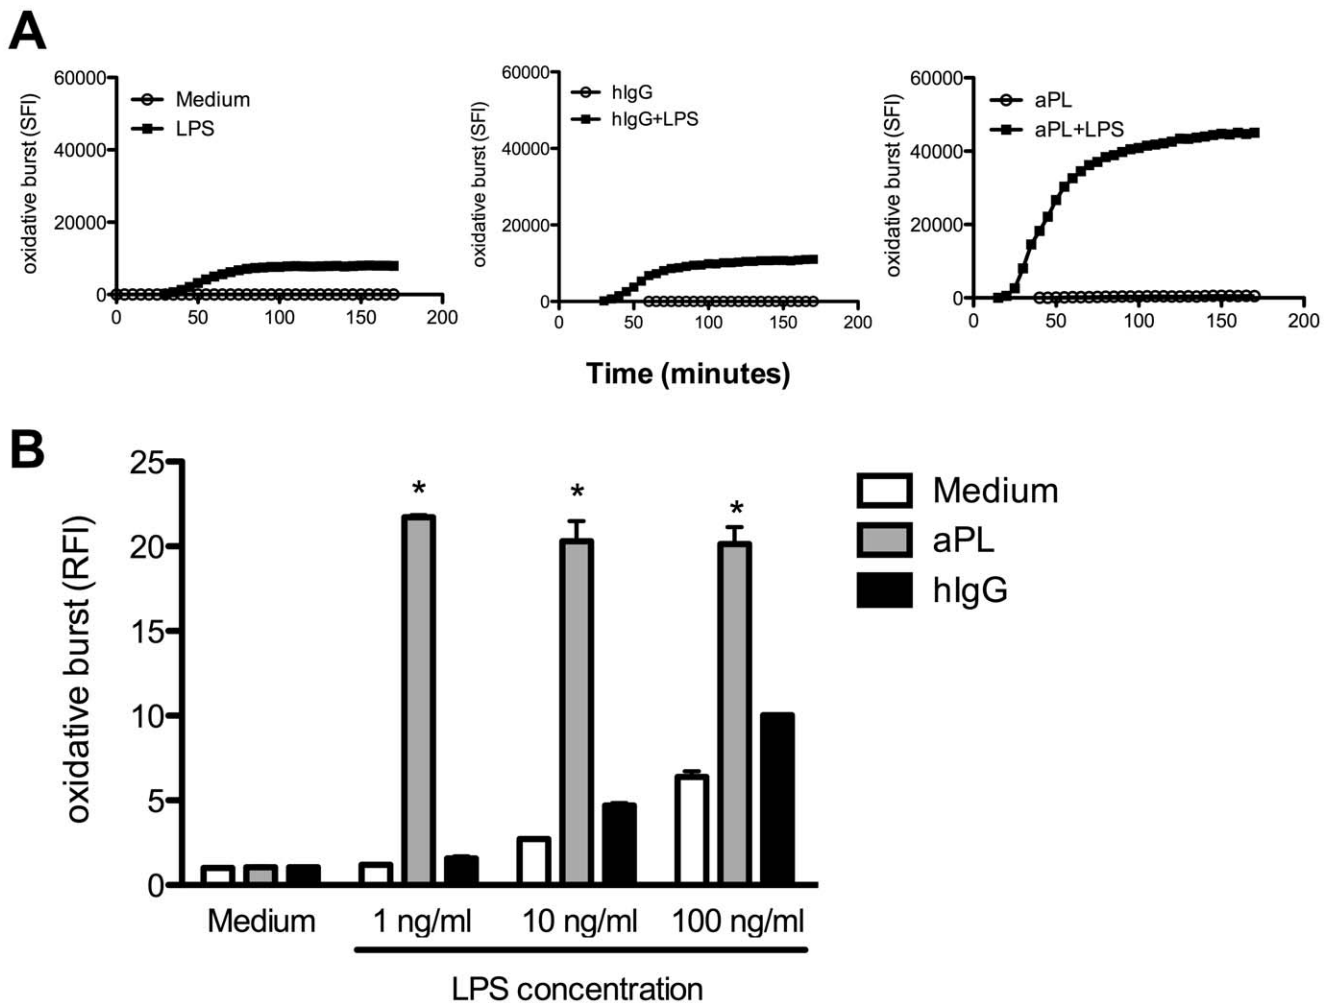 A
oxidative burst (SFI)
60000
40000
20000
0
Medium
LPS
0 50 100 150 200
oxidative burst (SFI)
60000
40000
20000
0
hIgG
hIgG+LPS
0 50 100 150 200
oxidative burst (SFI)
60000
40000
20000
0
aPL
aPL+LPS
0 50 100 150 200
Time (minutes)
B
oxidative burst (RFI)
25
20
15
10
5
0
* * *
Medium
aPL
hIgG
Medium 1 ng/ml 10 ng/ml 100 ng/ml
LPS concentration